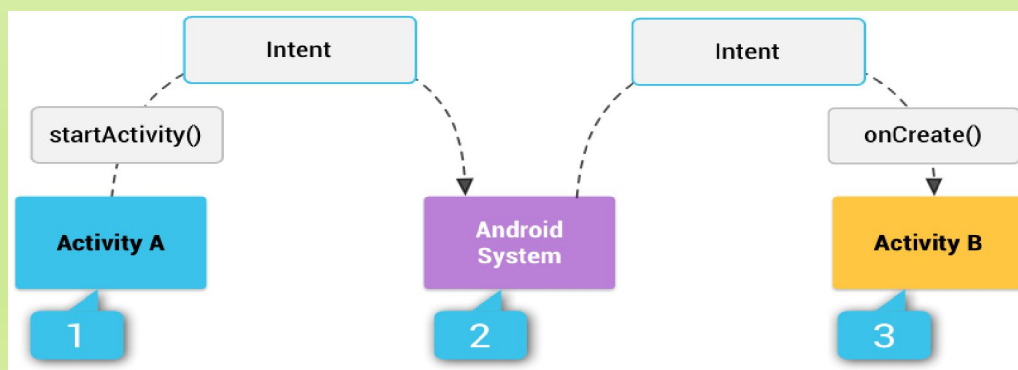 Intent
Intent
startActivity()
onCreate()
Activity A
Android
System
Activity B
1
2
3